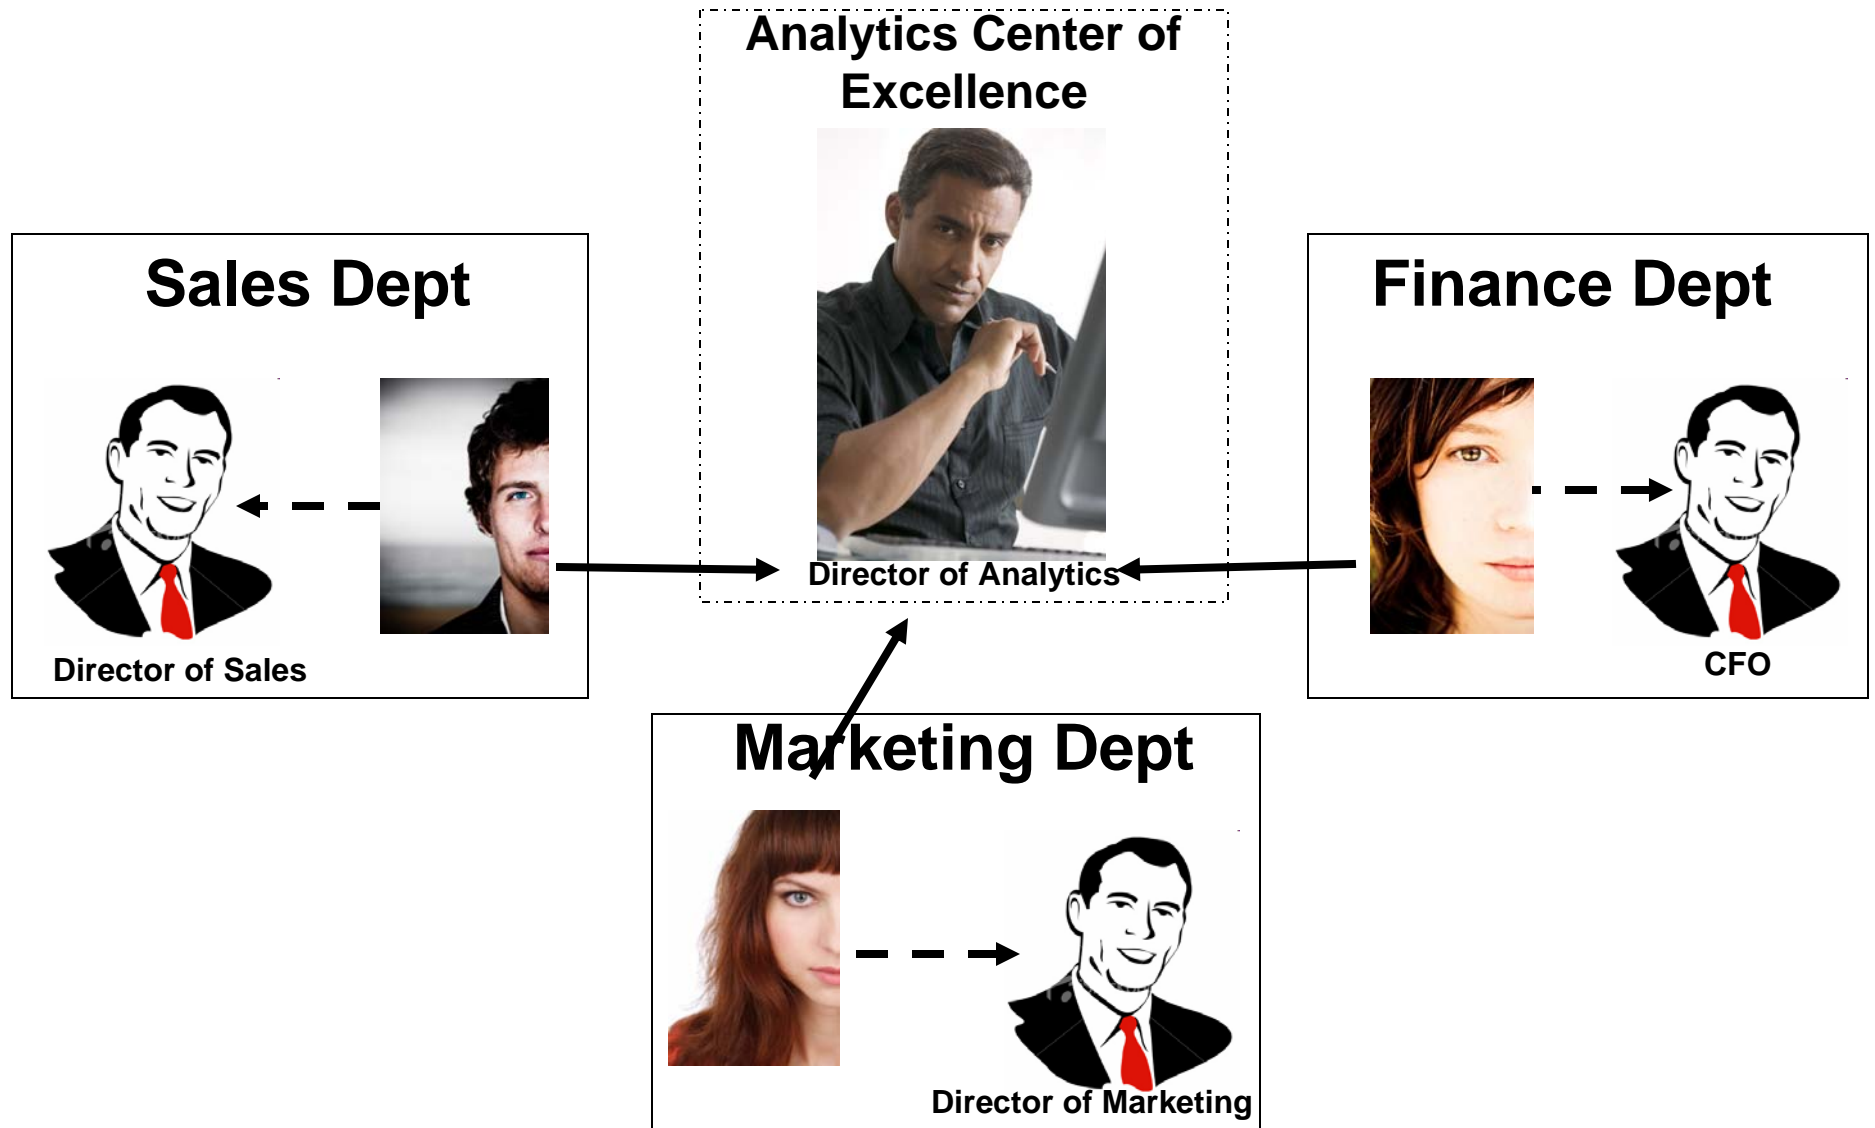 Analytics Center of
Excellence
Director of Analytics
Sales Dept
Director of Sales
Finance Dept
CFO
Marketing Dept
Director of Marketing